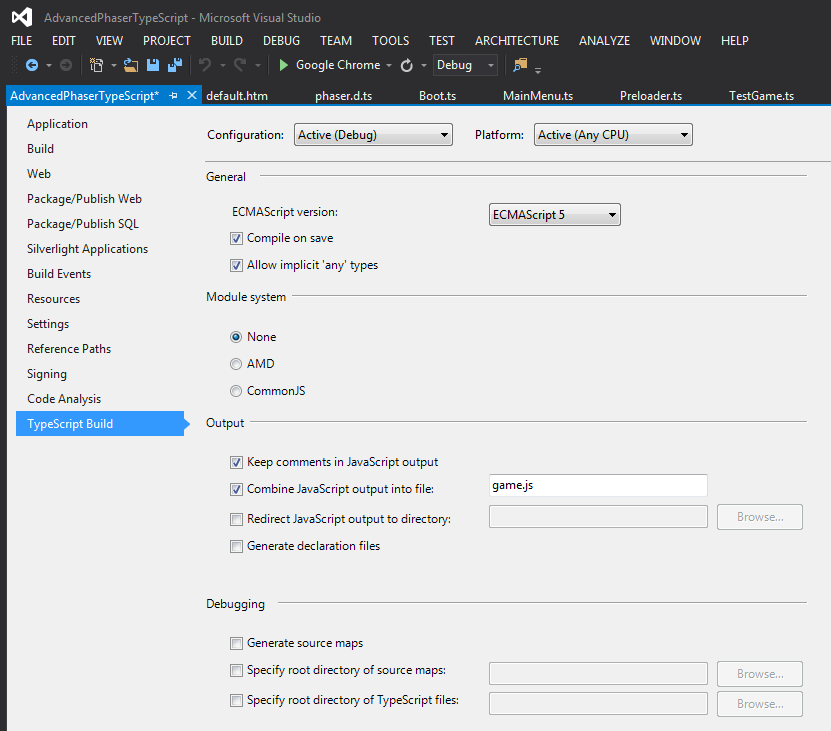 AdvancedPhaserTypeScript - Microsoft Visual Studio
FILE EDIT VIEW PROJECT BUILD DEBUG TEAM TOOLS TEST ARCHITECTURE ANALYZE WINDOW HELP
Google Chrome Debug
AdvancedPhaserTypeScript* default.htm phaser.d.ts Boot.ts MainMenu.ts Preloader.ts TestGame.ts
Application
Build
Web
Package/Publish Web
Package/Publish SQL
Silverlight Applications
Build Events
Resources
Settings
Reference Paths
Signing
Code Analysis
TypeScript Build
Configuration: Active (Debug) Platform: Active (Any CPU)
General
ECMAScript version: ECMAScript 5
Compile on save
Allow implicit 'any' types
Module system
None
AMD
CommonJS
Output
Keep comments in JavaScript output
Combine JavaScript output into file: game.js
Redirect JavaScript output to directory: Browse...
Generate declaration files
Debugging
Generate source maps
Specify root directory of source maps: Browse...
Specify root directory of TypeScript files: Browse...